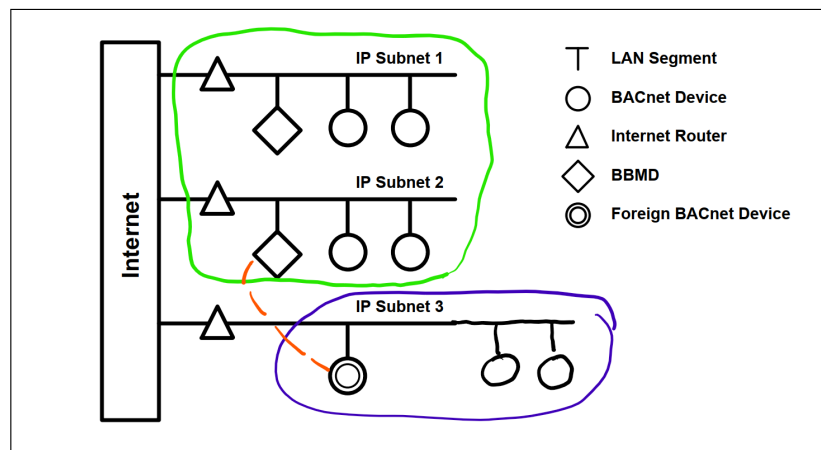 IP Subnet 1
LAN Segment
BACnet Device
Internet Router
IP Subnet 2
BBMD
Foreign BACnet Device
Internet
IP Subnet 3